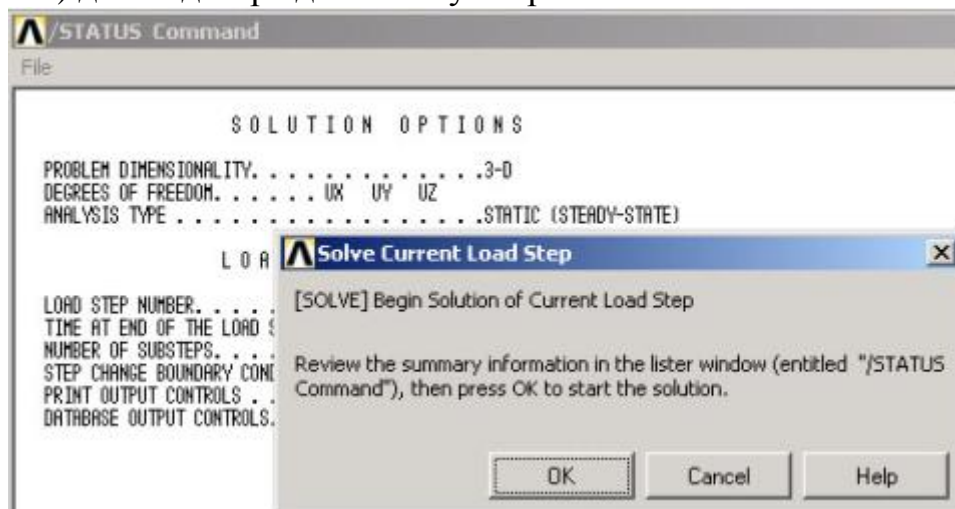 /STATUS Command
File
SOLUTION OPTIONS
PROBLEM DIMENSIONALITY. . . . . . . . . . . . .3-D
DEGREES OF FREEDOM. . . . . . UX UY UZ
ANALYSIS TYPE . . . . . . . . . . . . . . . . .STATIC (STEADY-STATE)
L O A
LOAD STEP NUMBER. . . . .
TIME AT END OF THE LOAD S
NUMBER OF SUBSTEPS. . . .
STEP CHANGE BOUNDARY COND
PRINT OUTPUT CONTROLS . .
DATABASE OUTPUT CONTROLS.
Solve Current Load Step
[SOLVE] Begin Solution of Current Load Step
Review the summary information in the lister window (entitled "/STATUS
Command"), then press OK to start the solution.
OK Cancel Help